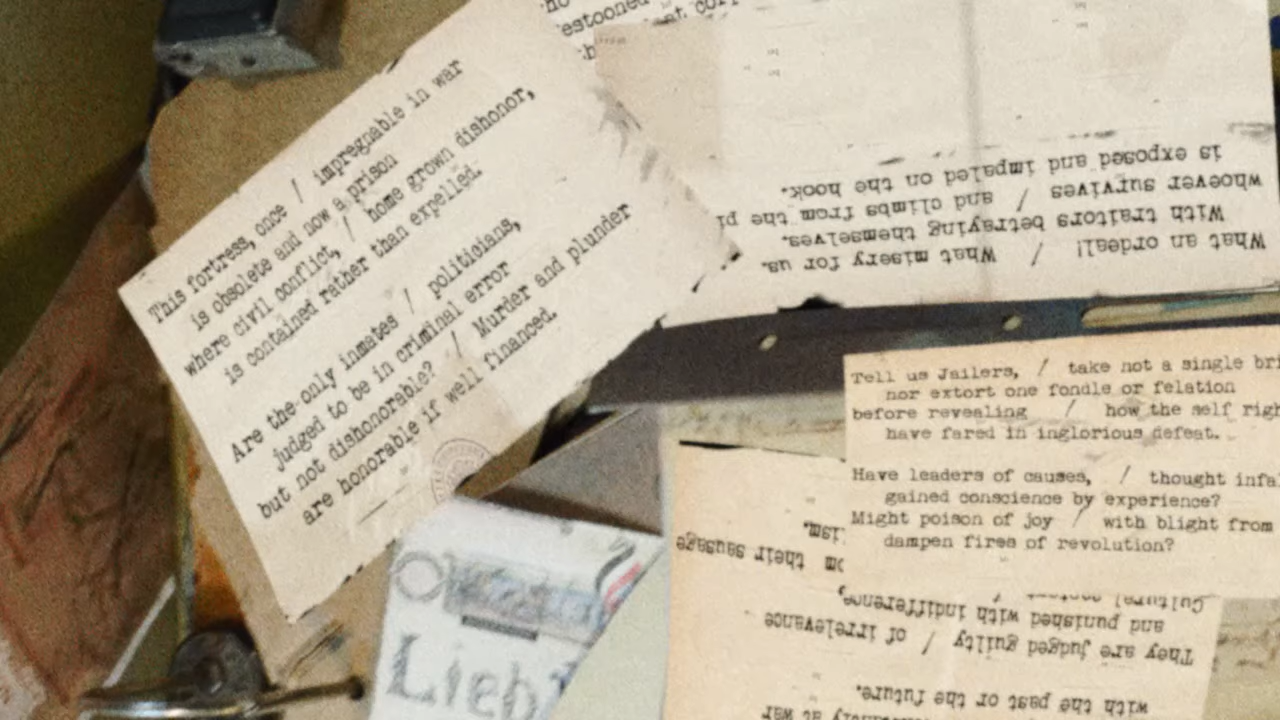 This fortress, once / impregnable in war
is obsolete and now a prison
where civil conflict, / home grown dishonor,
is contained rather than expelled.
Are the only inmates / politicians,
judged to be in criminal error
but not dishonorable? / Murder and plunder
are honorable if well financed.
What an ordeal! / What misery for us.
With traitors betraying themselves.
whoever survives / and climbs from the
is exposed and impaled on the hook.
Tell us Jailers, / take not a single
nor extort one fondle or felation
before revealing / how the self
have fared in inglorious defeat.
Have leaders of causes, / thought
gained conscience by experience?
Might poison of joy / with blight from
dampen fires of revolution?
with the past or the future.
They are judged guilty / of irrelevance
and punished with indifference,
Cultural
their sausage